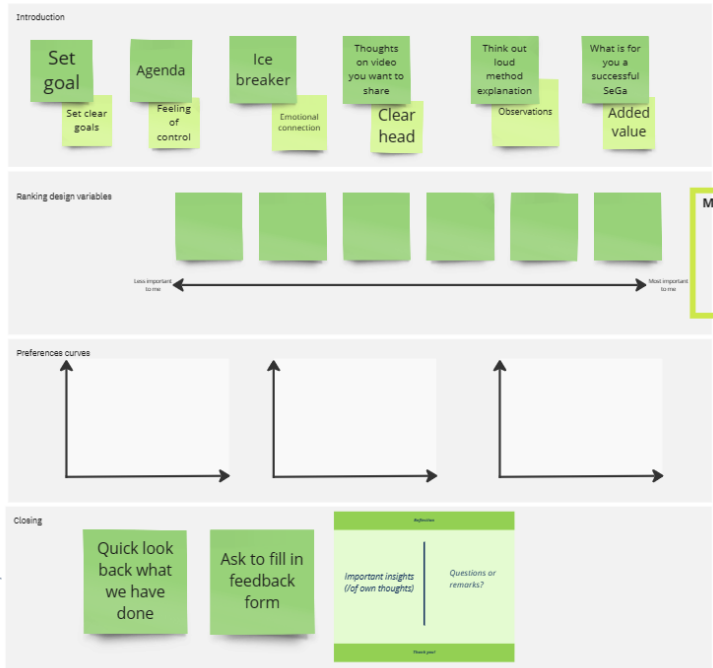 Introduction
Set
goal
Agenda
Ice
breaker
Thoughts
on video
you want to
share
Think out
loud
method
explanation
What is for
you a
successful
SeGa
Set clear
goals
Feeling
of
control
Emotional
connection
Clear
head
Observations
Added
value
Ranking design variables
M
Less important
to me
Most important
to me
Preferences curves
Closing
Quick look
back what
we have
done
Ask to fill in
feedback
form
Reflection
Important insights
(/of own thoughts)
Questions or
remarks?
Thank you!